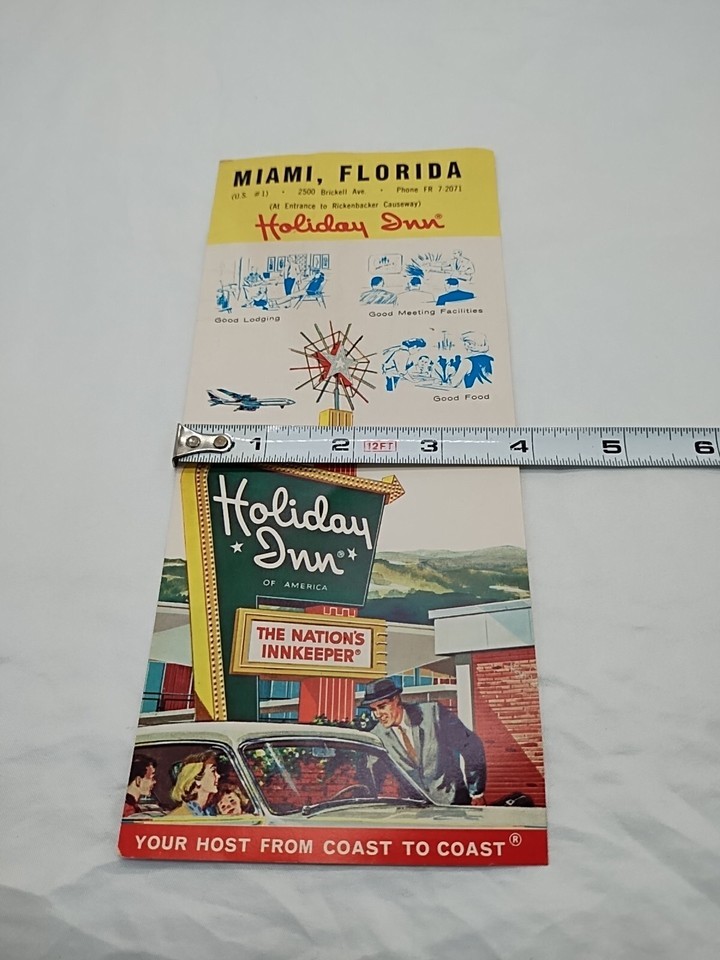 MIAMI, FLORIDA
(U.S. #1) • 2500 Brickell Ave. • Phone FR 7-2071
(At Entrance to Rickenbacker Causeway)
Holiday Inn®
Good Lodging
Good Meeting Facilities
Good Food
1 2 12FT 3 4 5 6
Holiday
Inn®
OF AMERICA
THE NATION'S
INNKEEPER®
YOUR HOST FROM COAST TO COAST®